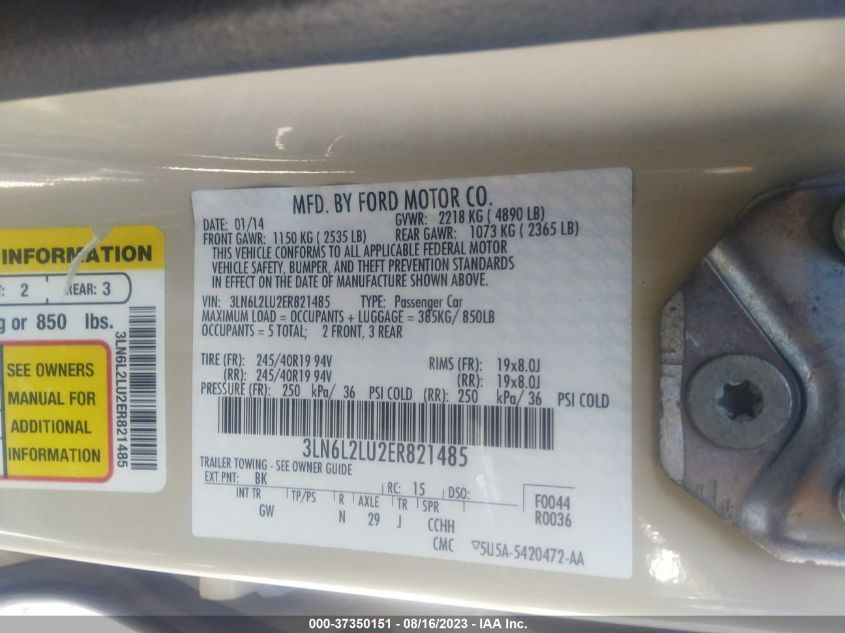 INFORMATION
: 2 REAR: 3
g or 850 lbs.
SEE OWNERS
MANUAL FOR
ADDITIONAL
INFORMATION
3LN6L2LU2ER821485
MFD. BY FORD MOTOR CO.
DATE: 01/14 GVWR: 2218 KG ( 4890 LB)
FRONT GAWR: 1150 KG ( 2535 LB) REAR GAWR: 1073 KG ( 2365 LB)
THIS VEHICLE CONFORMS TO ALL APPLICABLE FEDERAL MOTOR
VEHICLE SAFETY, BUMPER, AND THEFT PREVENTION STANDARDS
IN EFFECT ON THE DATE OF MANUFACTURE SHOWN ABOVE.
VIN: 3LN6L2LU2ER821485 TYPE: Passenger Car
MAXIMUM LOAD = OCCUPANTS + LUGGAGE = 385KG/ 850LB
OCCUPANTS = 5 TOTAL; 2 FRONT, 3 REAR
TIRE (FR): 245/40R19 94V RIMS (FR): 19x8.0J
(RR): 245/40R19 94V (RR): 19x8.0J
PRESSURE (FR): 250 kPa/ 36 PSI COLD (RR): 250 kPa/ 36 PSI COLD
3LN6L2LU2ER821485
TRAILER TOWING - SEE OWNER GUIDE
EXT PNT: BK RC: 15 DSO: F0044
INT TR TP/PS R AXLE TR SPR R0036
GW N 29 J CCHH
CMC ▽5U5A-5420472-AA
000-37350151 - 08/16/2023 - IAA Inc.